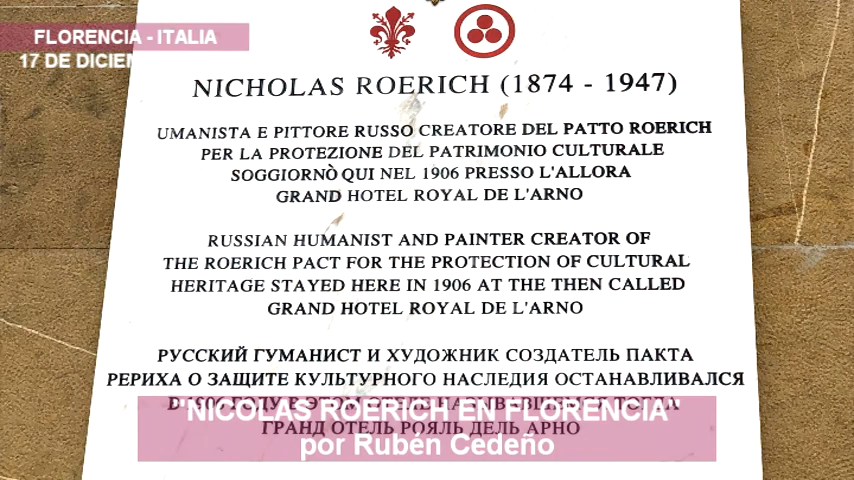 FLORENCIA - ITALIA
17 DE DICIEM
NICHOLAS ROERICH (1874 - 1947)
UMANISTA E PITTORE RUSSO CREATORE DEL PATTO ROERICH
PER LA PROTEZIONE DEL PATRIMONIO CULTURALE
SOGGIORNÒ QUI NEL 1906 PRESSO L'ALLORA
GRAND HOTEL ROYAL DE L'ARNO
RUSSIAN HUMANIST AND PAINTER CREATOR OF
THE ROERICH PACT FOR THE PROTECTION OF CULTURAL
HERITAGE STAYED HERE IN 1906 AT THE THEN CALLED
GRAND HOTEL ROYAL DE L'ARNO
РУССКИЙ ГУМАНИСТ И ХУДОЖНИК СОЗДАТЕЛЬ ПАКТА
РЕРИХА О ЗАЩИТЕ КУЛЬТУРНОГО НАСЛЕДИЯ ОСТАНАВЛИВАЛСЯ
"NICOLAS ROERICH EN FLORENCIA"
ГРАНД ОТЕЛЬ РОЯЛЬ ДЕЛЬ АРНО
por Rubén Cedeño